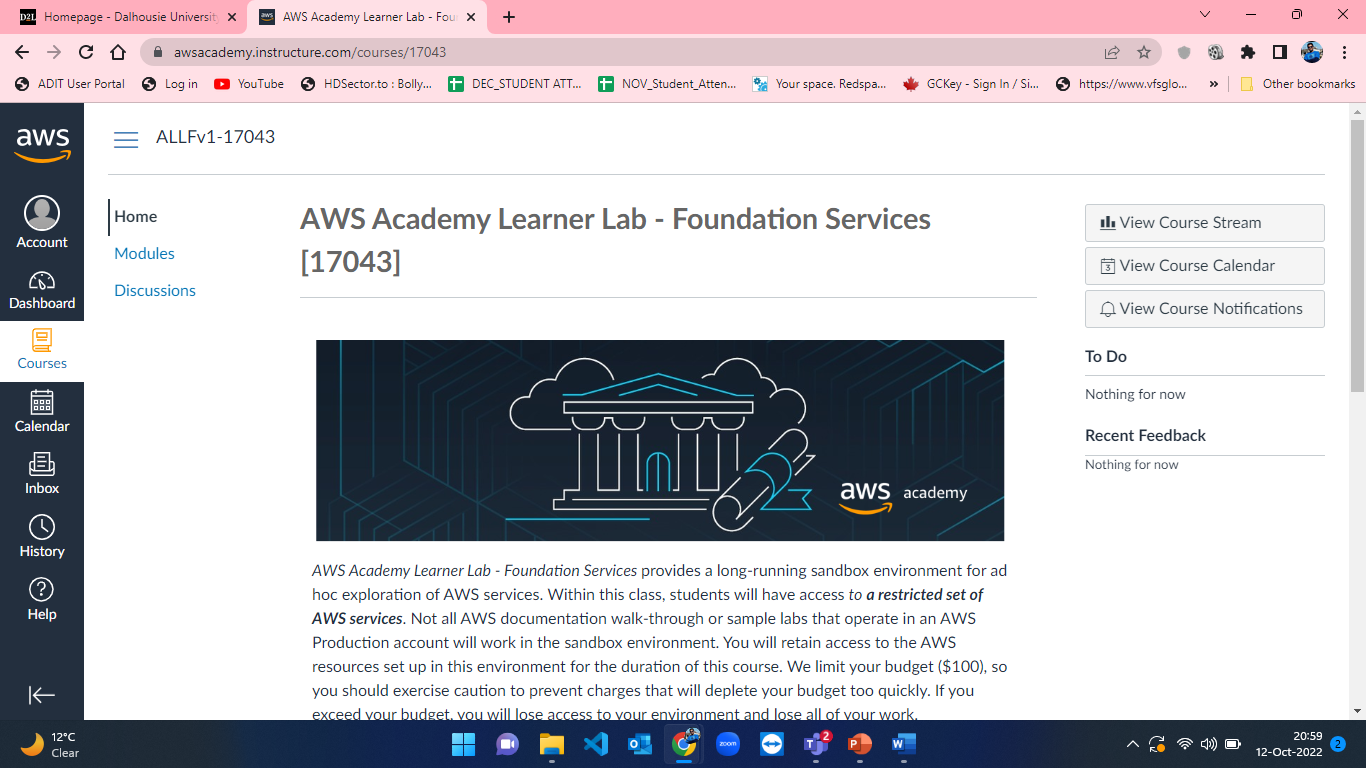 D2L Homepage - Dalhousie University
aws AWS Academy Learner Lab - Fou
awsacademy.instructure.com/courses/17043
ADIT User Portal
Log in
YouTube
HDSector.to : Bolly...
DEC_STUDENT ATT...
NOV_Student_Atten...
Your space. Redspa...
GCKey - Sign In / Si...
https://www.vfsglo...
»
Other bookmarks
aws
Account
Dashboard
Courses
Calendar
Inbox
History
Help
ALLFv1-17043
Home
Modules
Discussions
AWS Academy Learner Lab - Foundation Services
[17043]
aws academy
AWS Academy Learner Lab - Foundation Services provides a long-running sandbox environment for ad
hoc exploration of AWS services. Within this class, students will have access to a restricted set of
AWS services. Not all AWS documentation walk-through or sample labs that operate in an AWS
Production account will work in the sandbox environment. You will retain access to the AWS
resources set up in this environment for the duration of this course. We limit your budget ($100), so
you should exercise caution to prevent charges that will deplete your budget too quickly. If you
exceed your budget, you will lose access to your environment and lose all of your work.
View Course Stream
3 View Course Calendar
View Course Notifications
To Do
Nothing for now
Recent Feedback
Nothing for now
12°C
Clear
zoom
2
20:59
12-Oct-2022
2